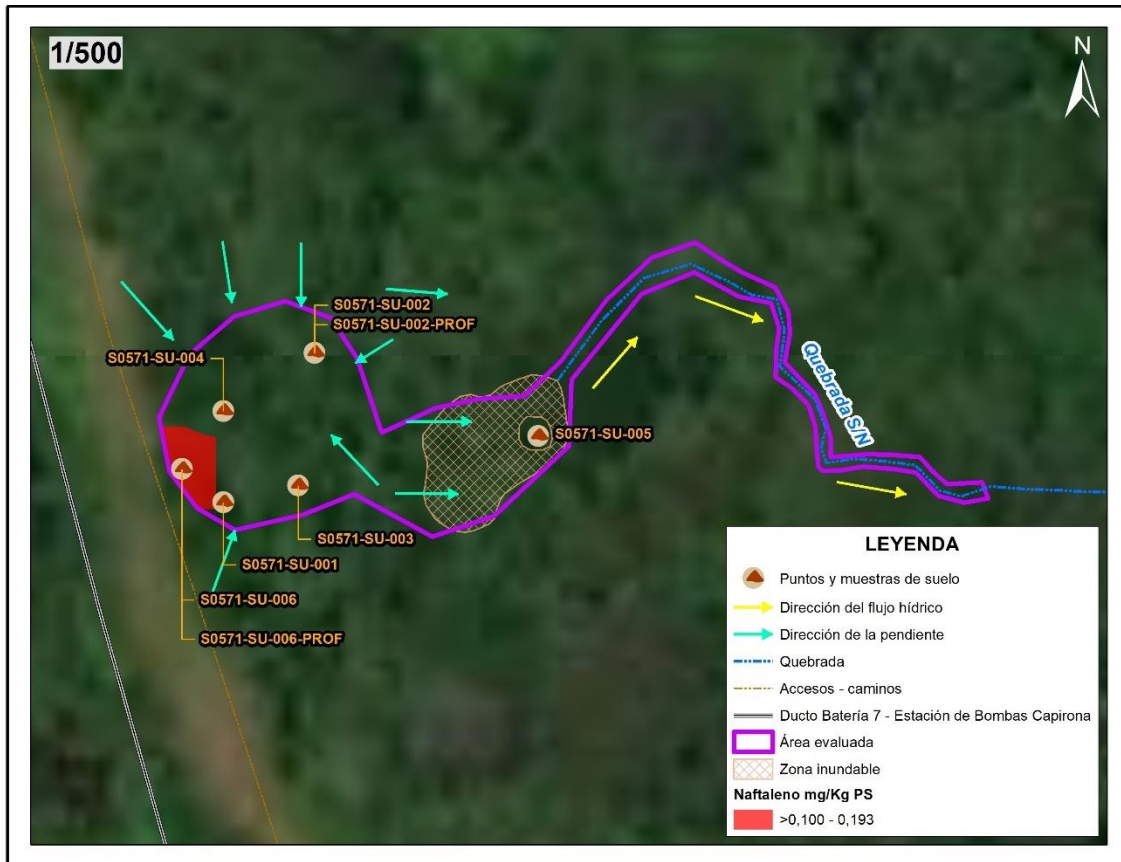 1/500
N
S0571-SU-002
S0571-SU-002-PROF
S0571-SU-004
S0571-SU-005
Quebrada S/N
S0571-SU-003
S0571-SU-001
S0571-SU-006
S0571-SU-006-PROF
LEYENDA
Puntos y muestras de suelo
Dirección del flujo hídrico
Dirección de la pendiente
Quebrada
Accesos - caminos
Ducto Batería 7 - Estación de Bombas Capirona
Área evaluada
Zona inundable
Naftaleno mg/Kg PS
>0,100 - 0,193